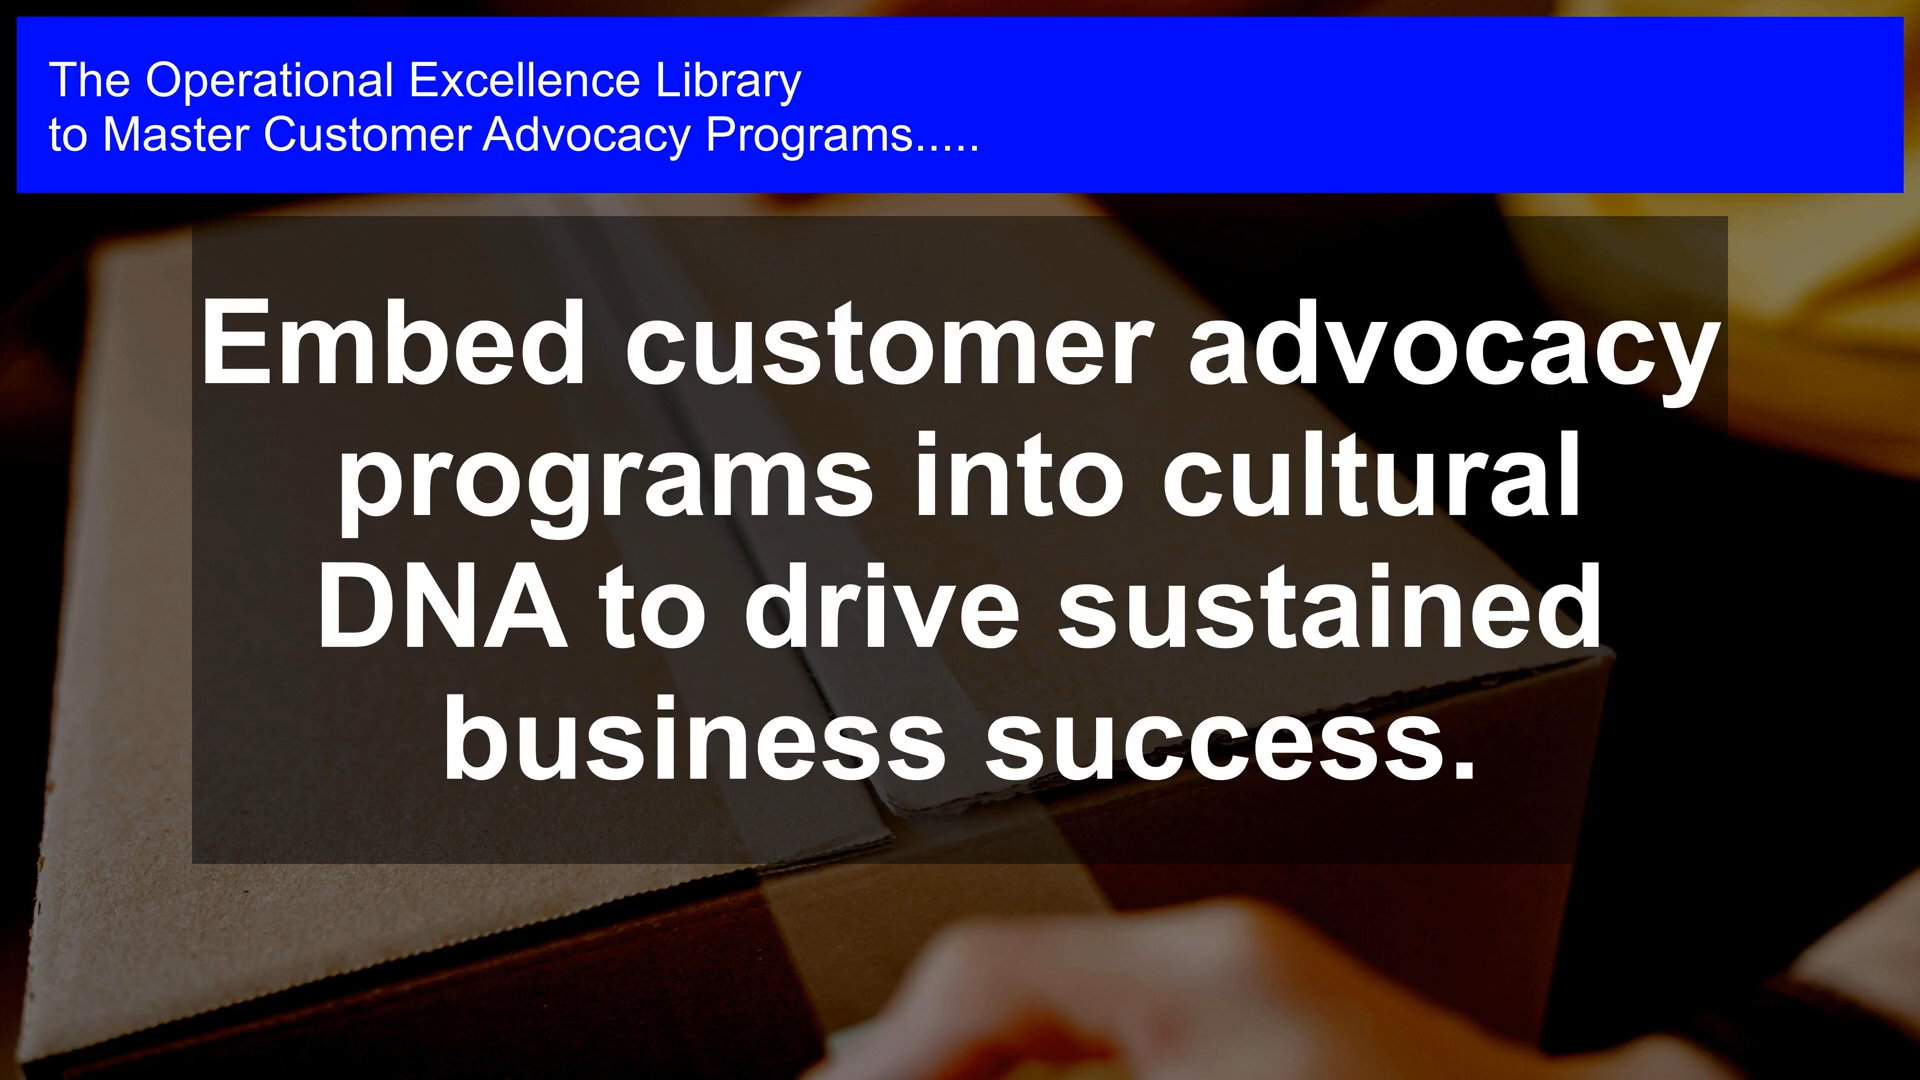 The Operational Excellence Library
to Master Customer Advocacy Programs.....
Embed customer advocacy
programs into cultural
DNA to drive sustained
business success.